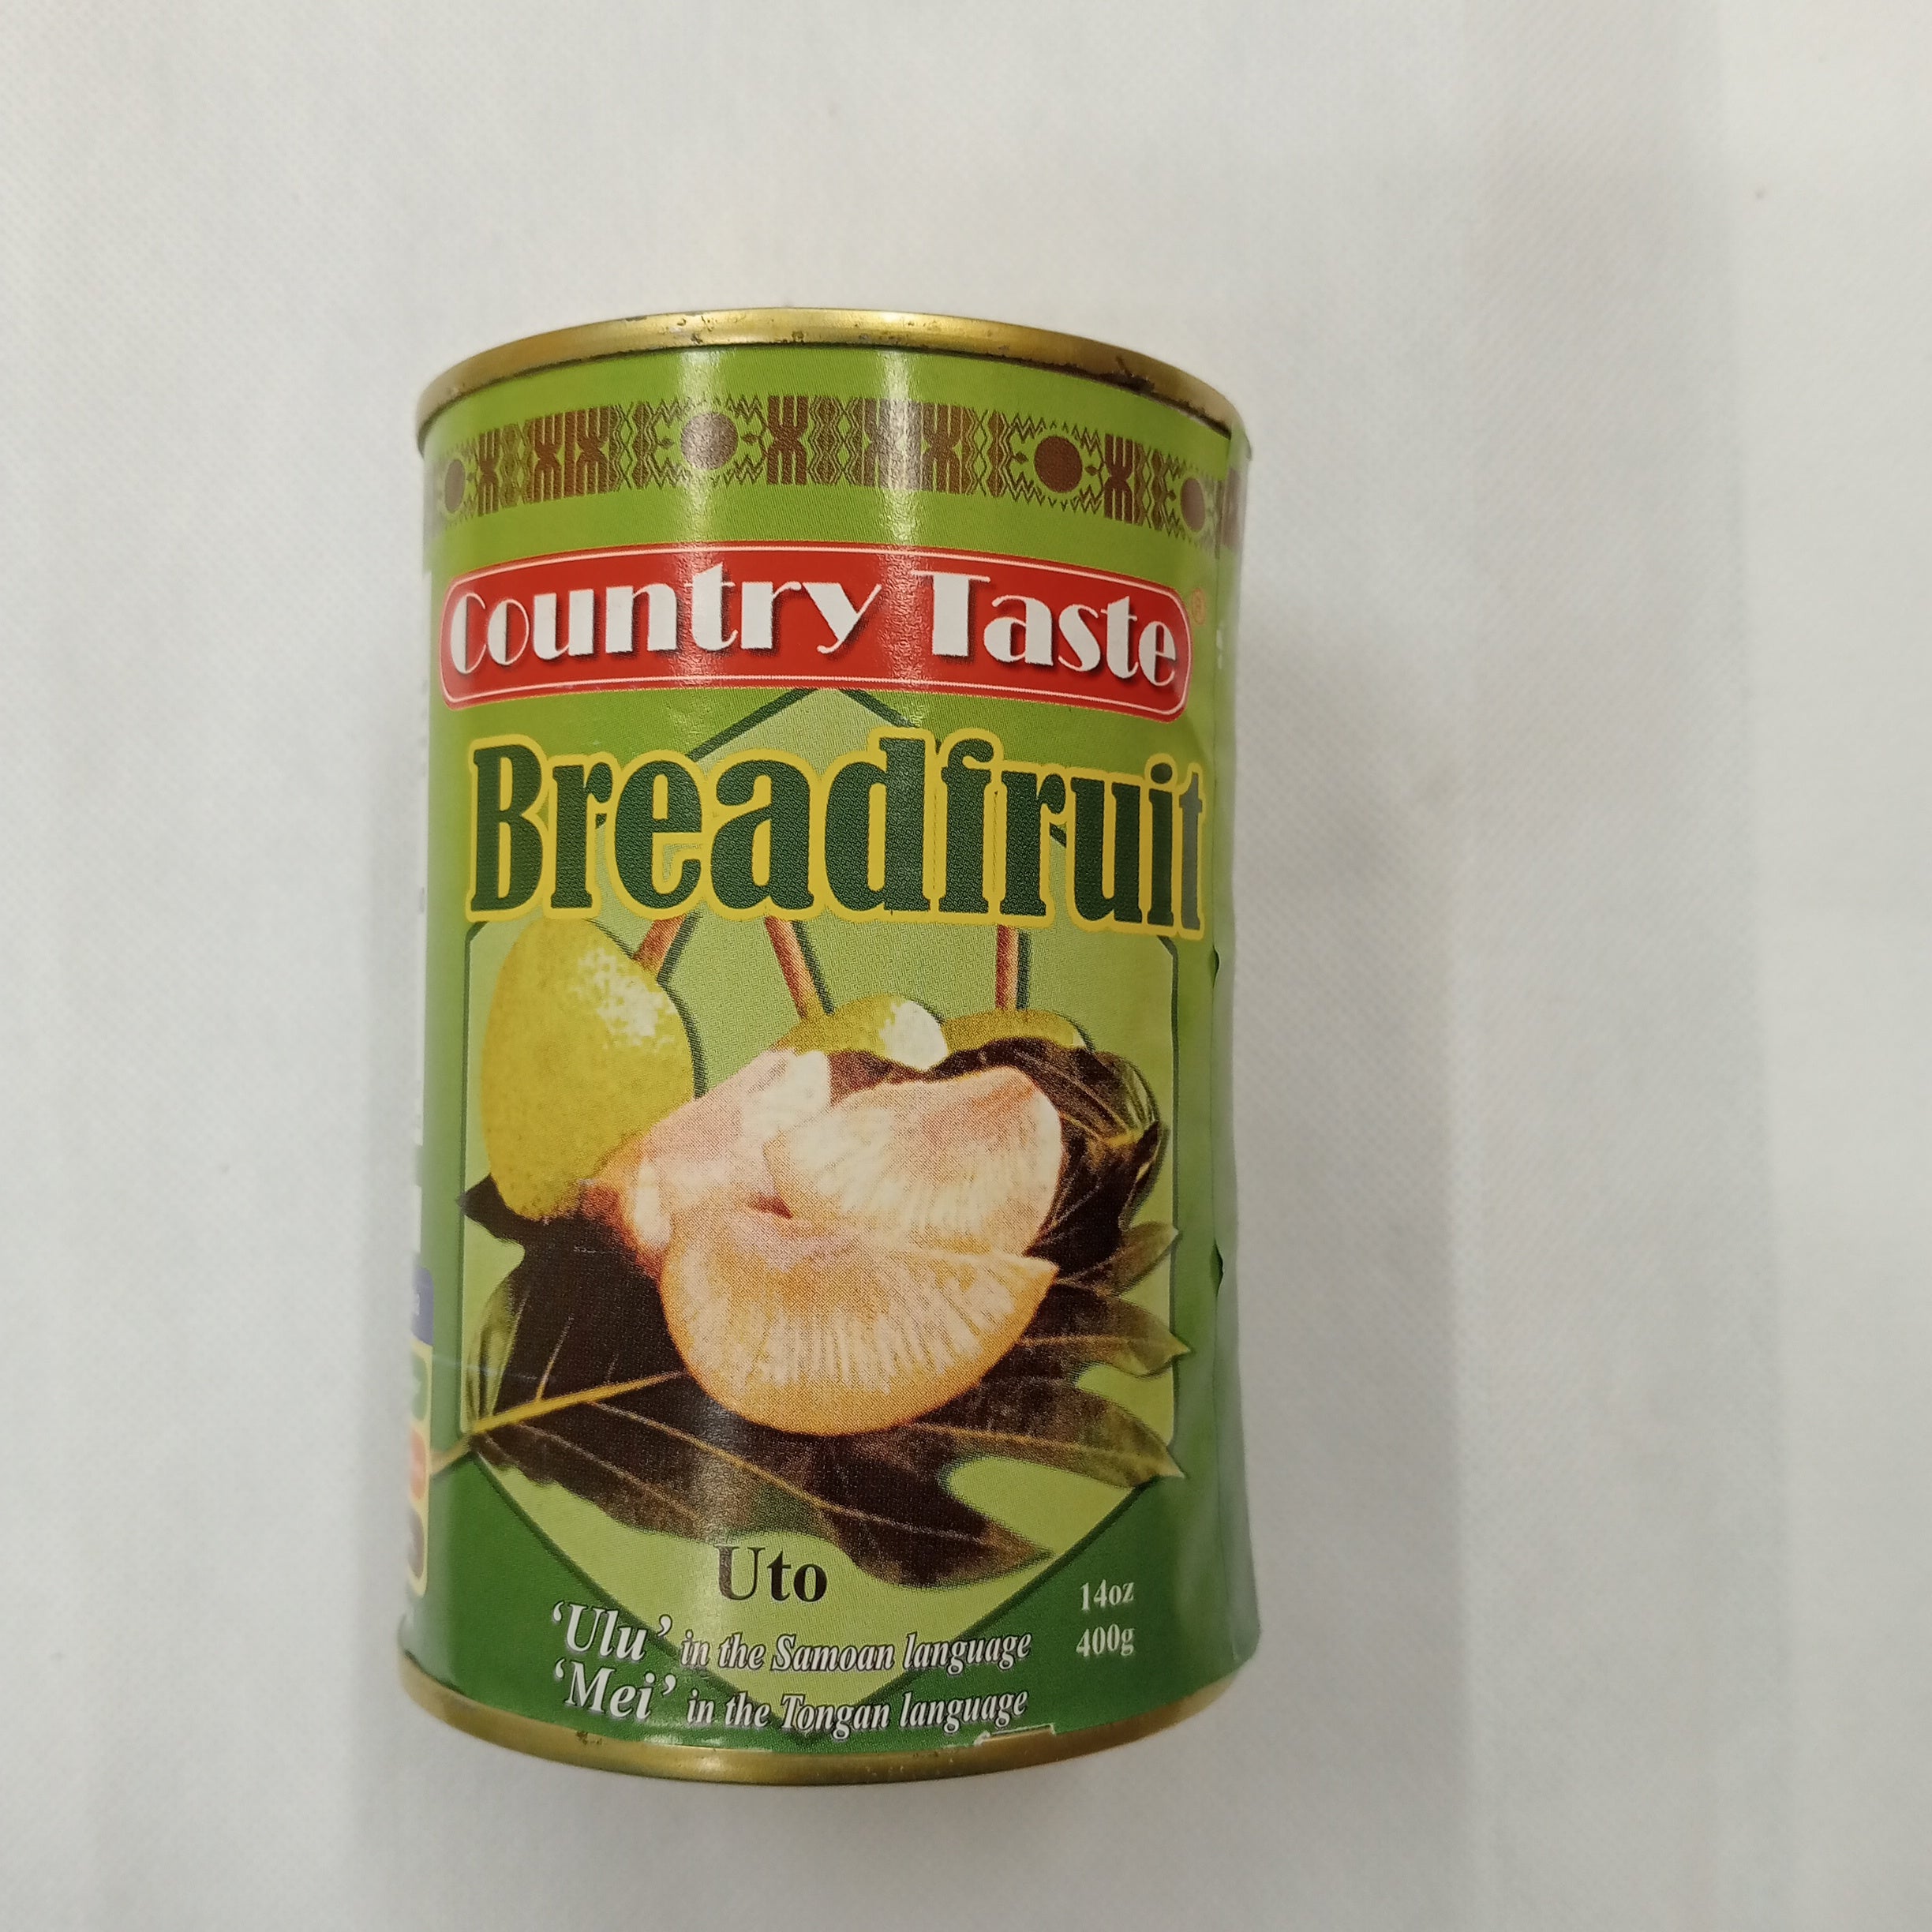 Country Taste
Breadfruit
Uto
'Ulu' in the Samoan language
'Mei' in the Tongan language
14oz
400g